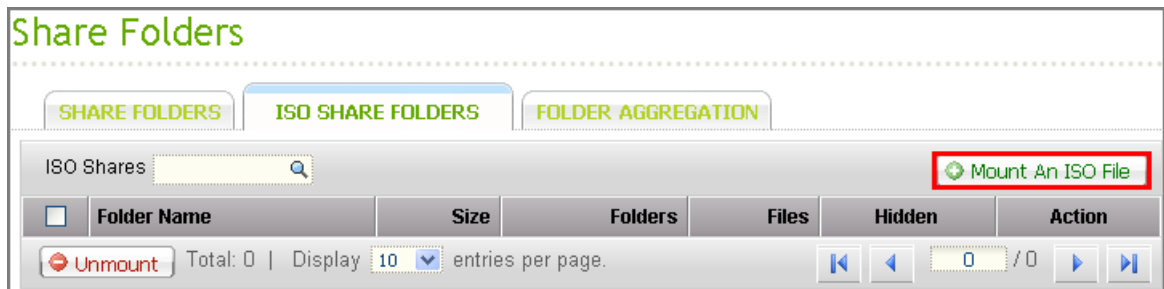 Share Folders
SHARE FOLDERS ISO SHARE FOLDERS FOLDER AGGREGATION
ISO Shares Mount An ISO File
Folder Name Size Folders Files Hidden Action
Unmount Total: 0 | Display 10 entries per page. 0 / 0